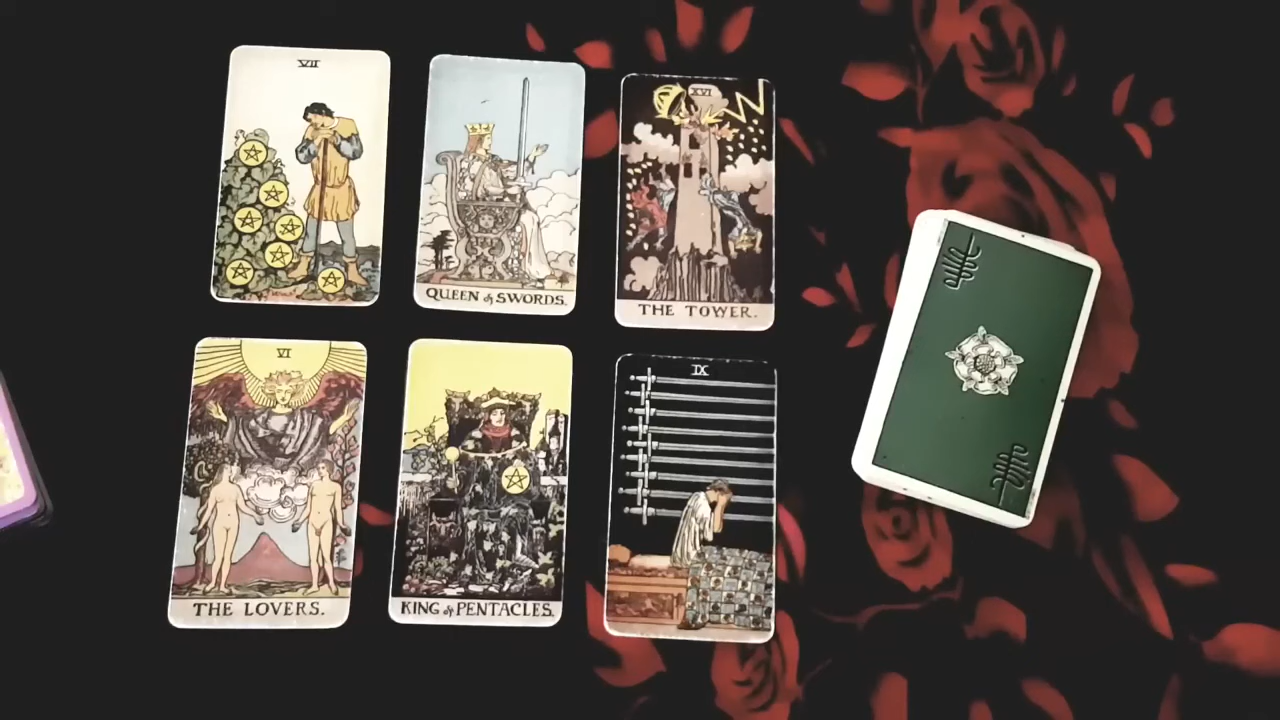 VII
QUEEN of SWORDS.
XVI
THE TOWER.
VI
THE LOVERS.
KING of PENTACLES.
IX